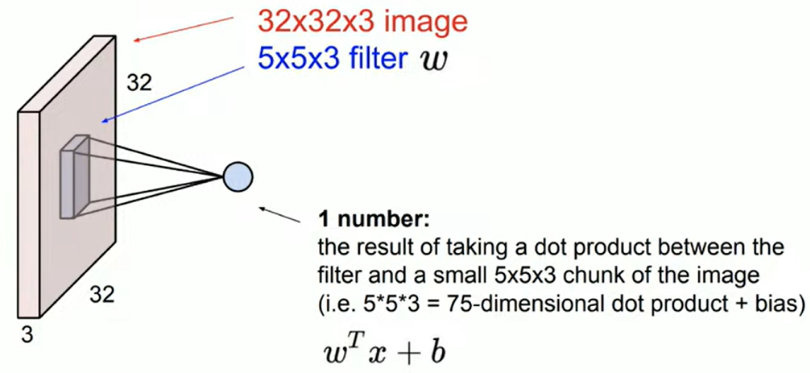 32x32x3 image
5x5x3 filter w
32
1 number:
the result of taking a dot product between the
filter and a small 5x5x3 chunk of the image
(i.e. 5*5*3 = 75-dimensional dot product + bias)
32
3
w^T x + b